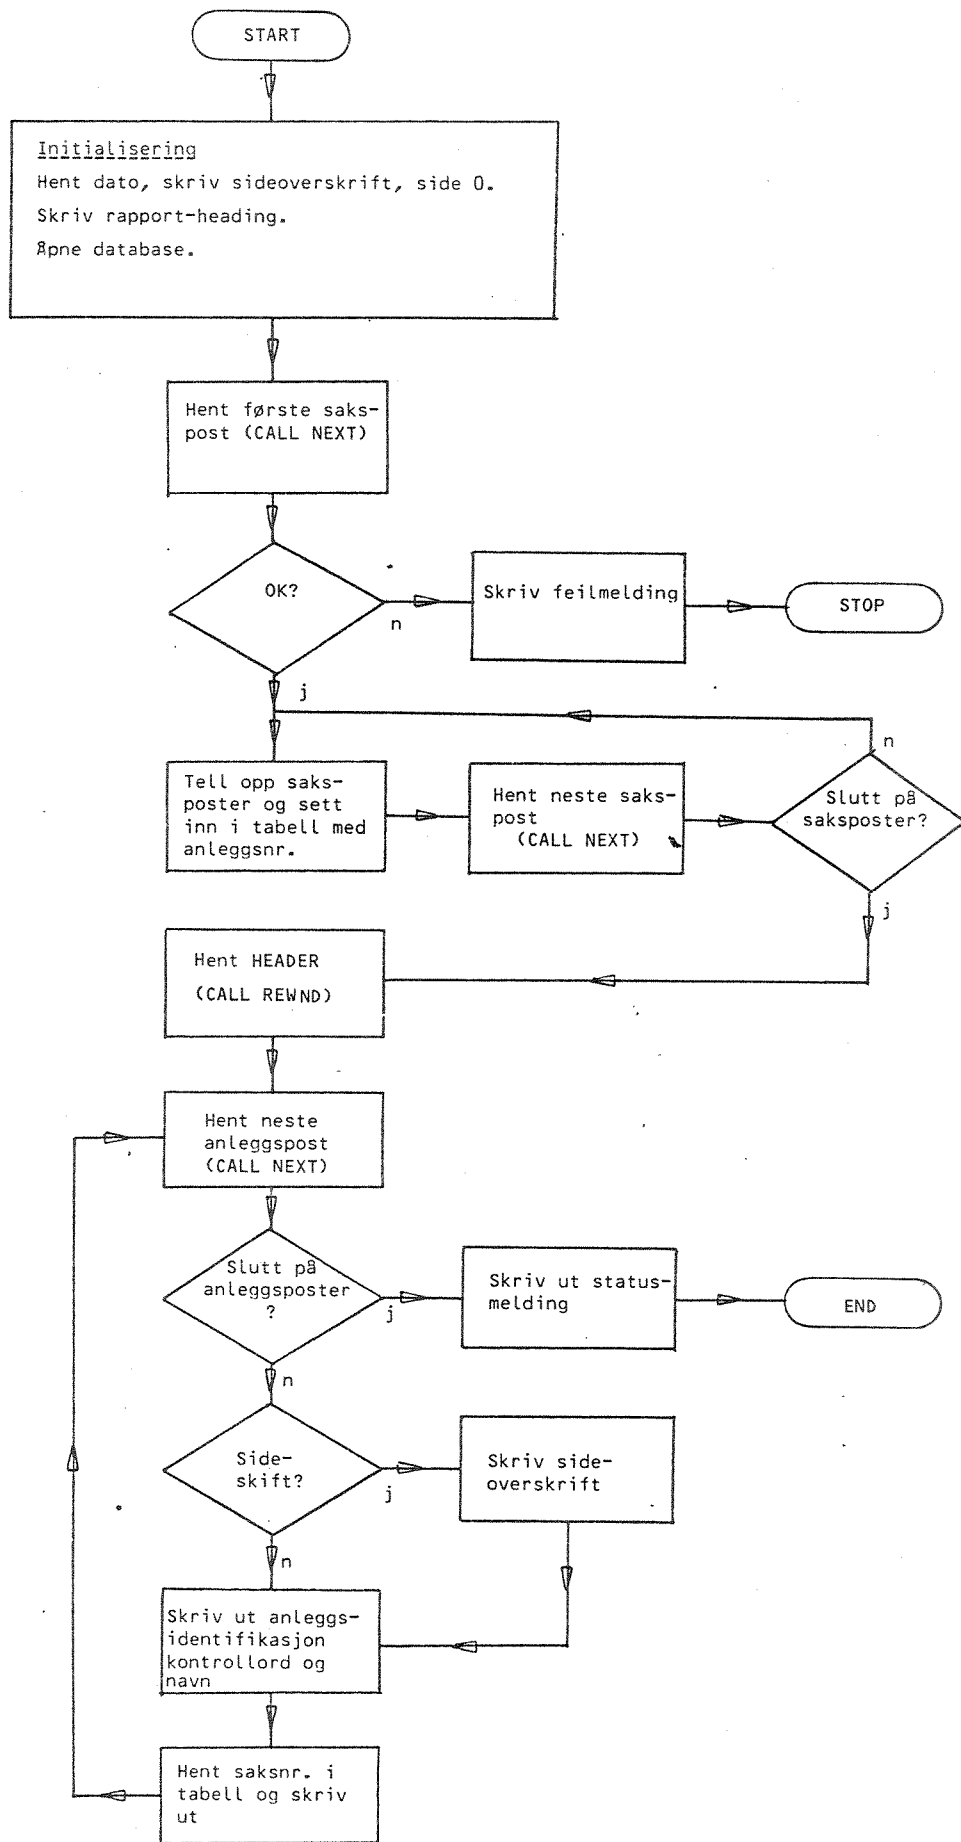 START
Initialisering
Hent dato, skriv sideoverskrift, side 0.
Skriv rapport-heading.
Åpne database.
Hent første saks-
post (CALL NEXT)
OK?
n
Skriv feilmelding
STOP
j
Tell opp saks-
poster og sett
inn i tabell med
anleggsnr.
Hent neste saks-
post
(CALL NEXT)
n
Slutt på
saksposter?
j
Hent HEADER
(CALL REWND)
Hent neste
anleggspost
(CALL NEXT)
Slutt på
anleggsposter
?
j
Skriv ut status-
melding
END
n
Side-
skift?
j
Skriv side-
overskrift
n
Skriv ut anleggs-
identifikasjon
kontrollord og
navn
Hent saksnr. i
tabell og skriv
ut